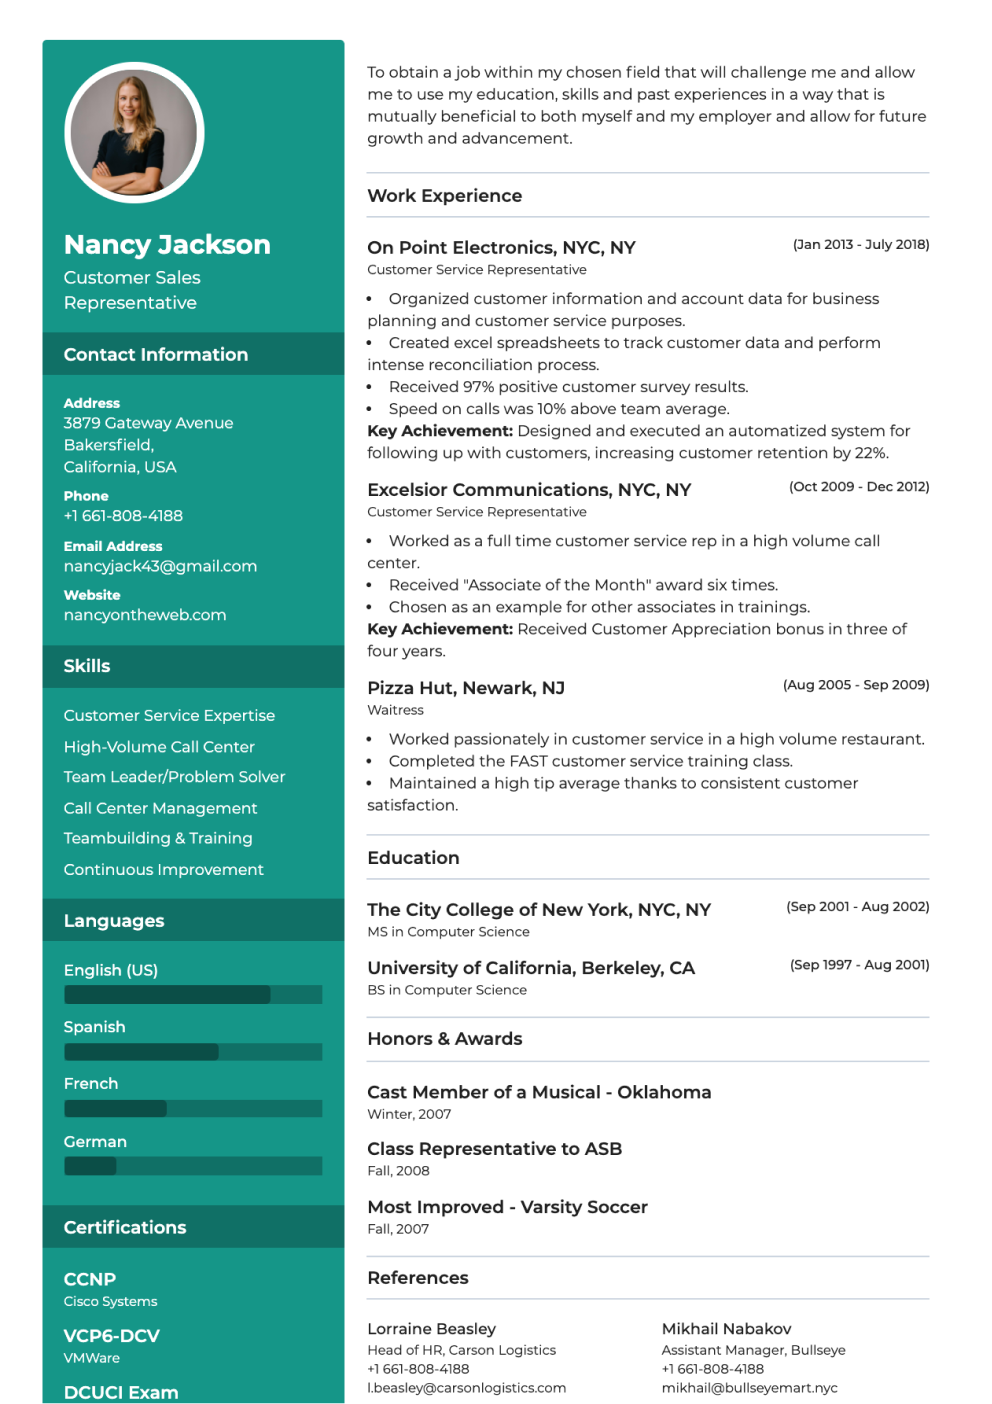 Nancy Jackson
Customer Sales
Representative
Contact Information
Address
3879 Gateway Avenue
Bakersfield,
California, USA
Phone
+1 661-808-4188
Email Address
nancyjack43@gmail.com
Website
nancyontheweb.com
Skills
Customer Service Expertise
High-Volume Call Center
Team Leader/Problem Solver
Call Center Management
Teambuilding & Training
Continuous Improvement
Languages
English (US)
Spanish
French
German
Certifications
CCNP
Cisco Systems
VCP6-DCV
VMWare
DCUCI Exam
To obtain a job within my chosen field that will challenge me and allow
me to use my education, skills and past experiences in a way that is
mutually beneficial to both myself and my employer and allow for future
growth and advancement.
Work Experience
On Point Electronics, NYC, NY (Jan 2013 - July 2018)
Customer Service Representative
• Organized customer information and account data for business
planning and customer service purposes.
• Created excel spreadsheets to track customer data and perform
intense reconciliation process.
• Received 97% positive customer survey results.
• Speed on calls was 10% above team average.
Key Achievement: Designed and executed an automatized system for
following up with customers, increasing customer retention by 22%.
Excelsior Communications, NYC, NY (Oct 2009 - Dec 2012)
Customer Service Representative
• Worked as a full time customer service rep in a high volume call
center.
• Received "Associate of the Month" award six times.
• Chosen as an example for other associates in trainings.
Key Achievement: Received Customer Appreciation bonus in three of
four years.
Pizza Hut, Newark, NJ (Aug 2005 - Sep 2009)
Waitress
• Worked passionately in customer service in a high volume restaurant.
• Completed the FAST customer service training class.
• Maintained a high tip average thanks to consistent customer
satisfaction.
Education
The City College of New York, NYC, NY (Sep 2001 - Aug 2002)
MS in Computer Science
University of California, Berkeley, CA (Sep 1997 - Aug 2001)
BS in Computer Science
Honors & Awards
Cast Member of a Musical - Oklahoma
Winter, 2007
Class Representative to ASB
Fall, 2008
Most Improved - Varsity Soccer
Fall, 2007
References
Lorraine Beasley
Head of HR, Carson Logistics
+1 661-808-4188
l.beasley@carsonlogistics.com
Mikhail Nabakov
Assistant Manager, Bullseye
+1 661-808-4188
mikhail@bullseyemart.nyc